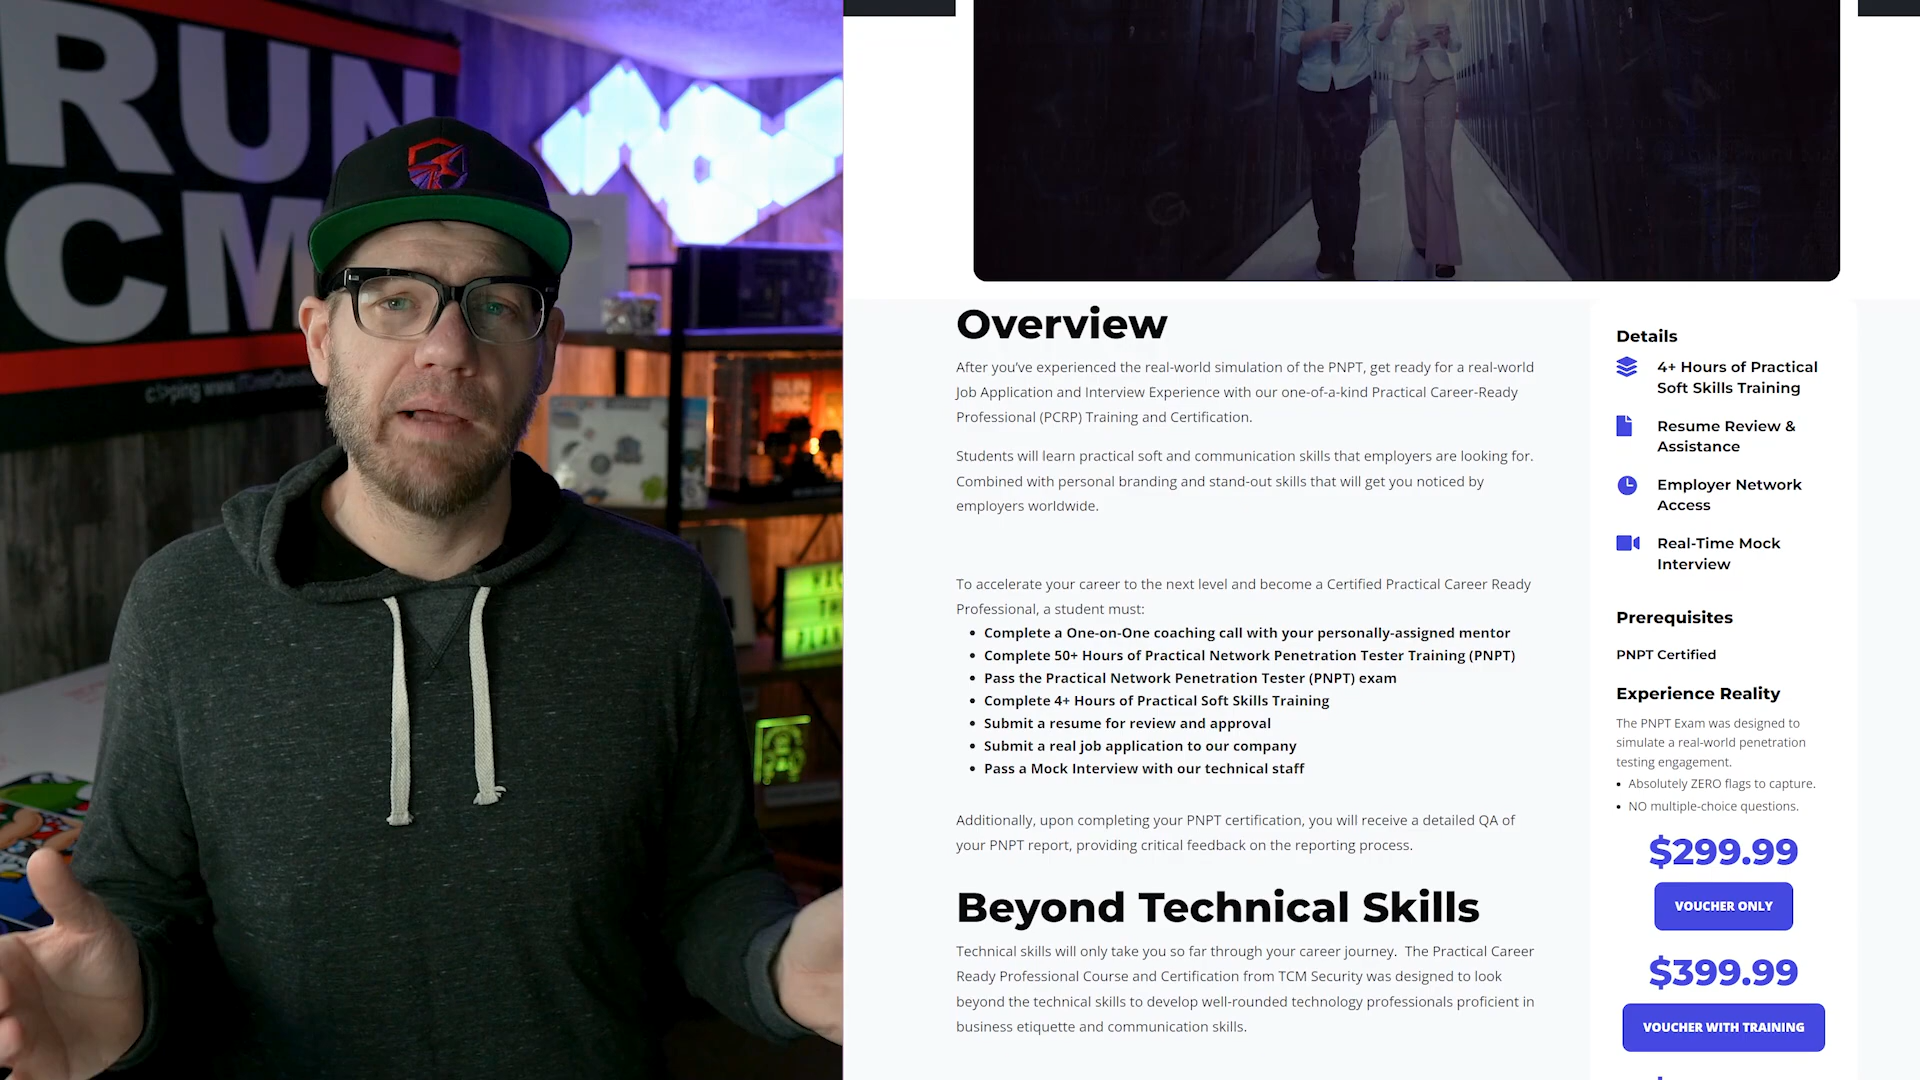 RUN
CM
Overview
After you've experienced the real-world simulation of the PNPT, get ready for a real-world
Job Application and Interview Experience with our one-of-a-kind Practical Career-Ready
Professional (PCRP) Training and Certification.
Students will learn practical soft and communication skills that employers are looking for.
Combined with personal branding and stand-out skills that will get you noticed by
employers worldwide.
To accelerate your career to the next level and become a Certified Practical Career Ready
Professional, a student must:
• Complete a One-on-One coaching call with your personally-assigned mentor
• Complete 50+ Hours of Practical Network Penetration Tester Training (PNPT)
• Pass the Practical Network Penetration Tester (PNPT) exam
• Complete 4+ Hours of Practical Soft Skills Training
• Submit a resume for review and approval
• Submit a real job application to our company
• Pass a Mock Interview with our technical staff
Additionally, upon completing your PNPT certification, you will receive a detailed QA of
your PNPT report, providing critical feedback on the reporting process.
Beyond Technical Skills
Technical skills will only take you so far through your career journey. The Practical Career
Ready Professional Course and Certification from TCM Security was designed to look
beyond the technical skills to develop well-rounded technology professionals proficient in
business etiquette and communication skills.
Details
4+ Hours of Practical
Soft Skills Training
Resume Review &
Assistance
Employer Network
Access
Real-Time Mock
Interview
Prerequisites
PNPT Certified
Experience Reality
The PNPT Exam was designed to
simulate a real-world penetration
testing engagement.
• Absolutely ZERO flags to capture.
• NO multiple-choice questions.
$299.99
VOUCHER ONLY
$399.99
VOUCHER WITH TRAINING